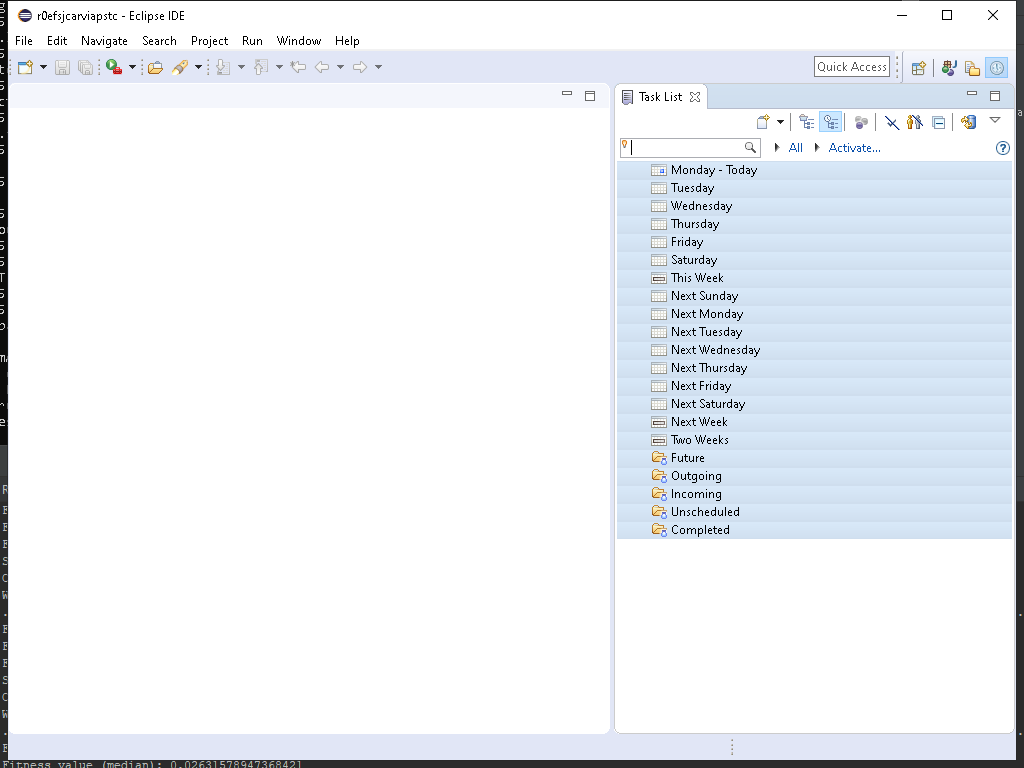 r0efsjcarviapstc - Eclipse IDE
File Edit Navigate Search Project Run Window Help
Quick Access
Task List
All Activate...
Monday - Today
Tuesday
Wednesday
Thursday
Friday
Saturday
This Week
Next Sunday
Next Monday
Next Tuesday
Next Wednesday
Next Thursday
Next Friday
Next Saturday
Next Week
Two Weeks
Future
Outgoing
Incoming
Unscheduled
Completed
Fitness value (median): 0.026315789473684211